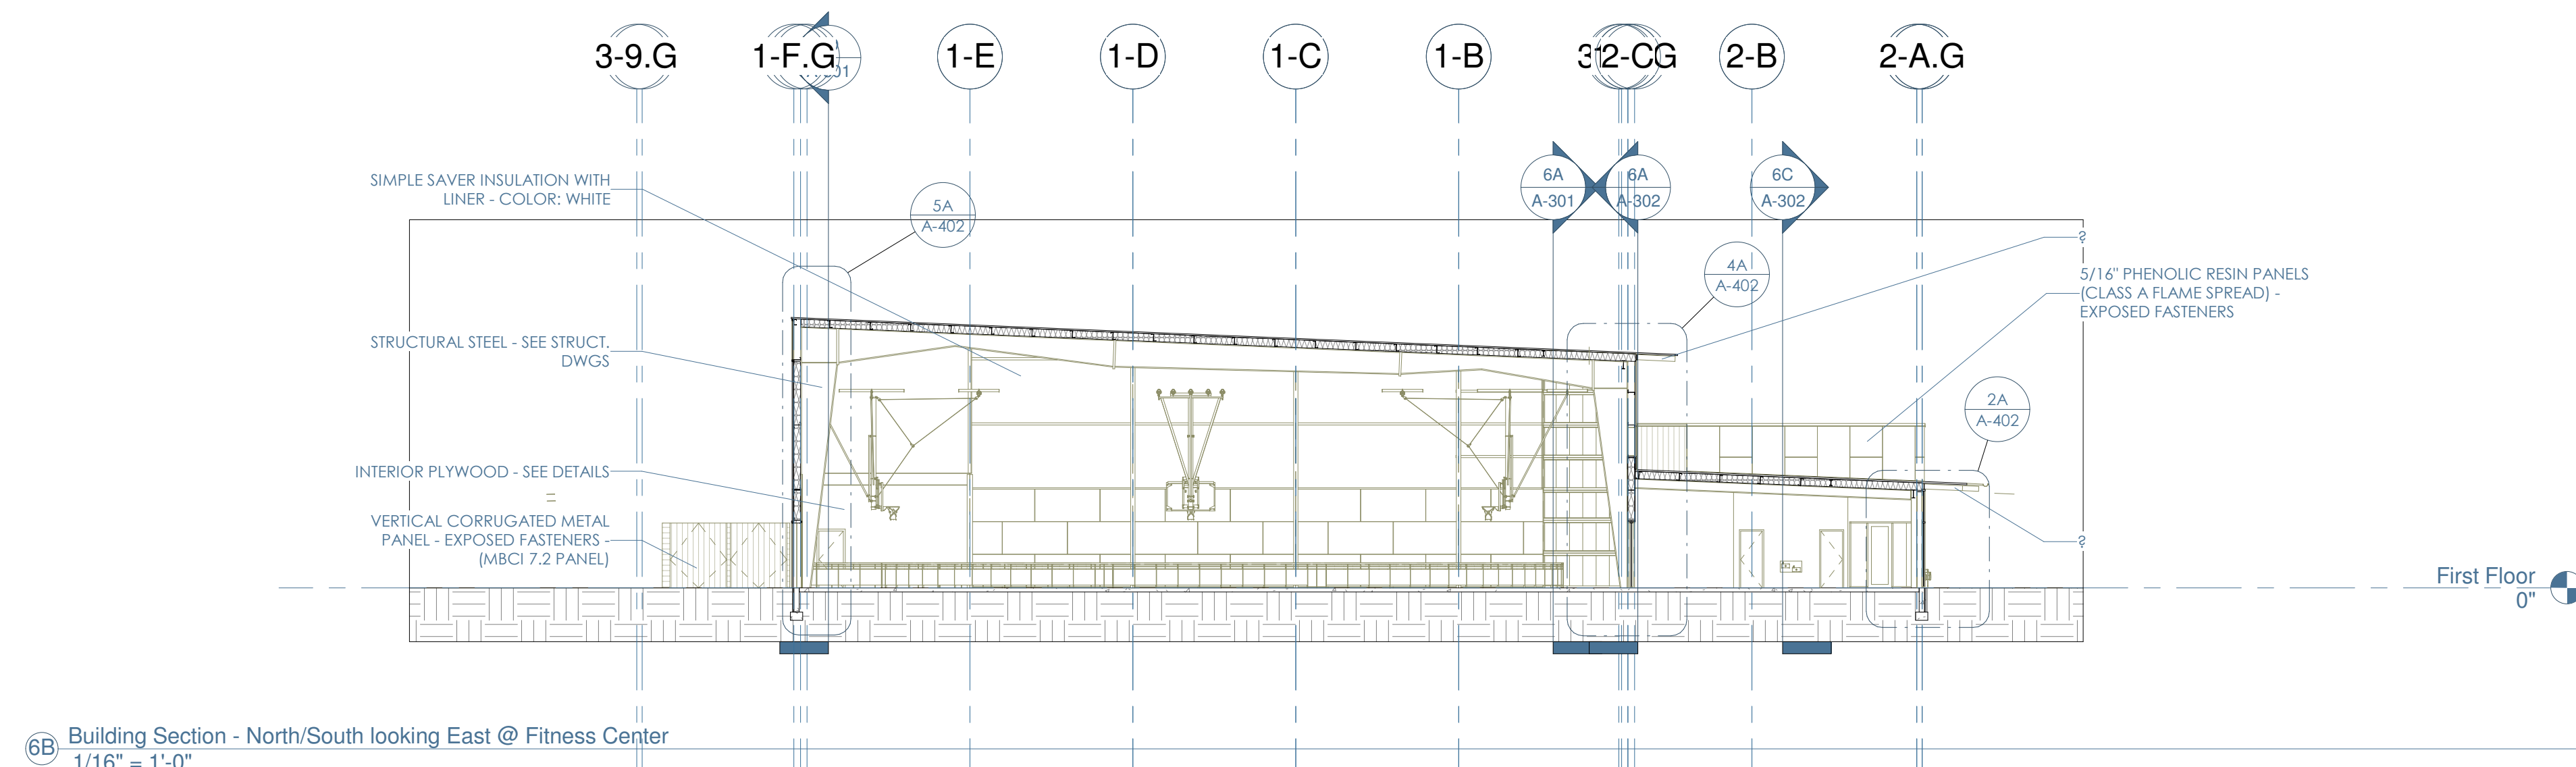 3-9.G
1-F.G
1-E
1-D
1-C
1-B
2-C
2-B
2-A.G
SIMPLE SAVER INSULATION WITH
LINER - COLOR: WHITE
5A
A-402
6A
A-301
6A
A-302
6C
A-302
?
4A
A-402
5/16" PHENOLIC RESIN PANELS
(CLASS A FLAME SPREAD) -
EXPOSED FASTENERS
STRUCTURAL STEEL - SEE STRUCT.
DWGS
2A
A-402
INTERIOR PLYWOOD - SEE DETAILS
VERTICAL CORRUGATED METAL
PANEL - EXPOSED FASTENERS -
(MBCI 7.2 PANEL)
?
First Floor
0"
6B
Building Section - North/South looking East @ Fitness Center
1/16" = 1'-0"